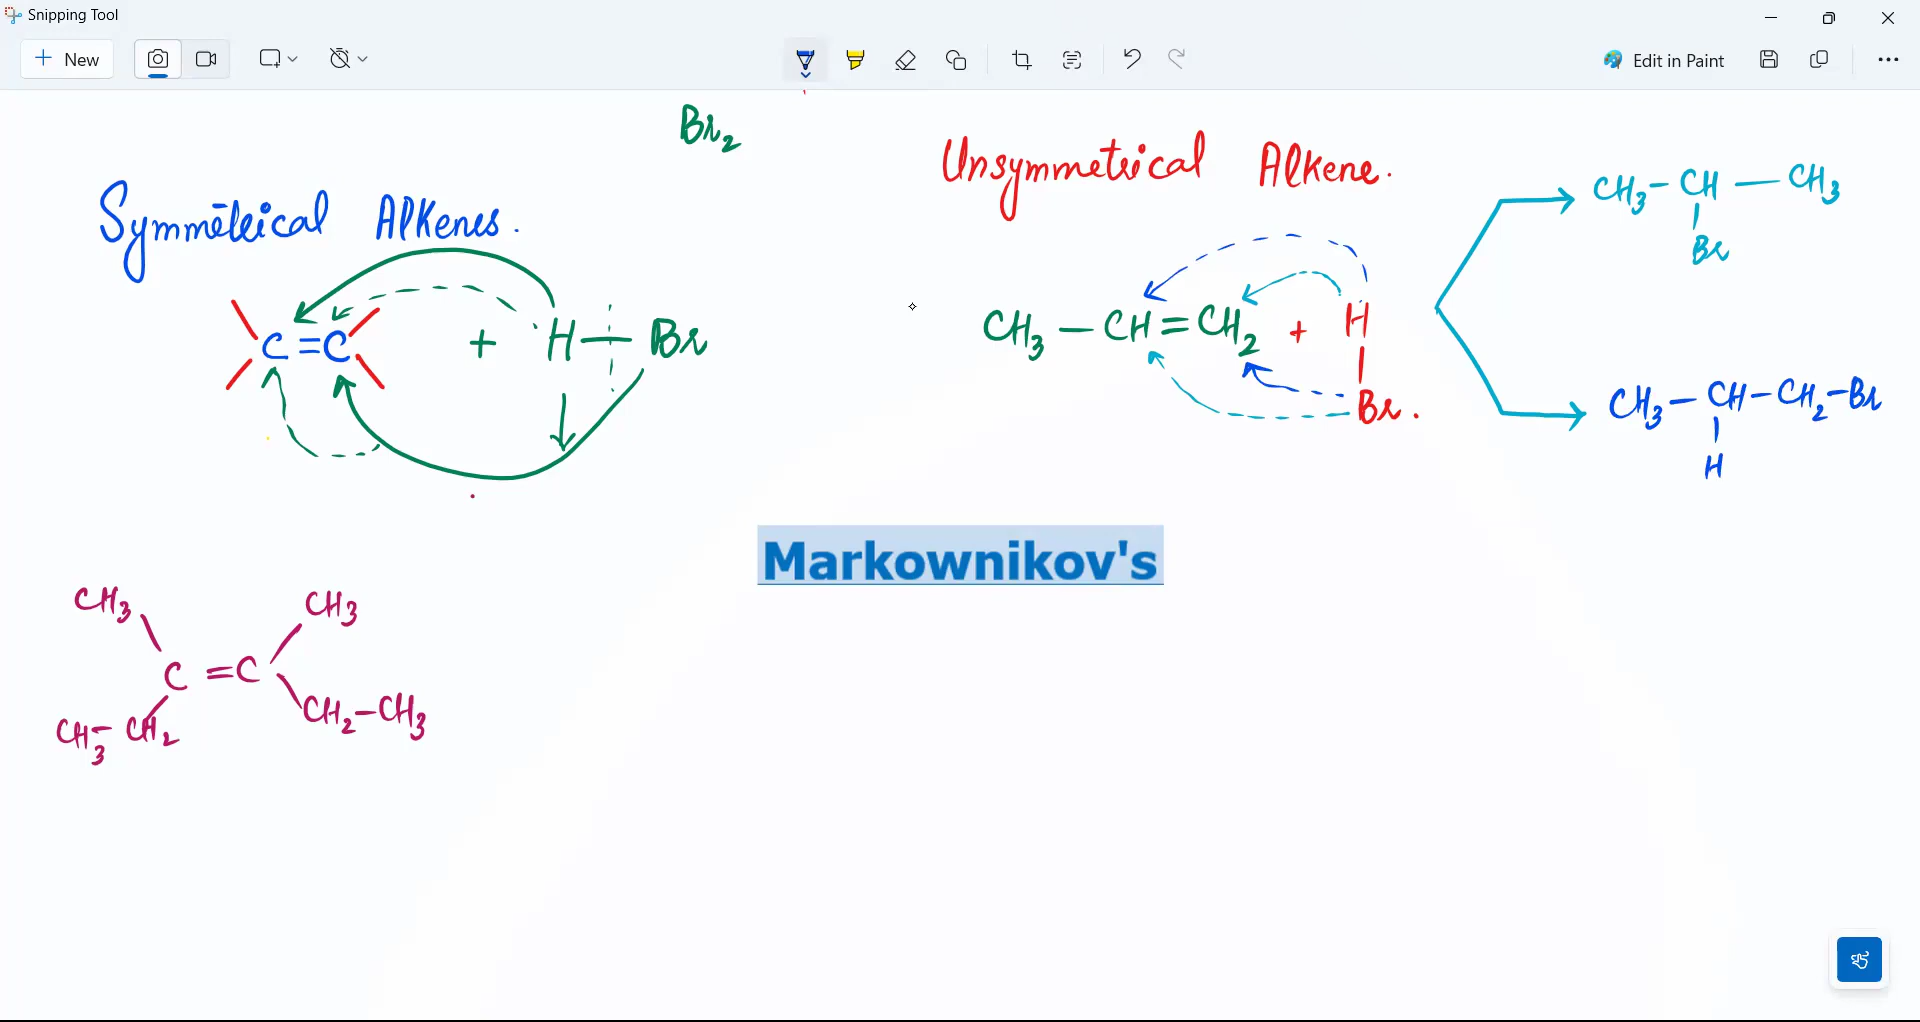 Snipping Tool
New
Edit in Paint
Br₂
Unsymmetrical Alkene.
Symmetrical Alkenes.
C=C + H—Br
CH₃—CH=CH₂ + H
Br.
CH₃—CH—CH₃
Br
CH₃—CH—CH₂—Br
H
Markownikov's
CH₃ CH₃
C=C
CH₃—CH₂ CH₂—CH₃